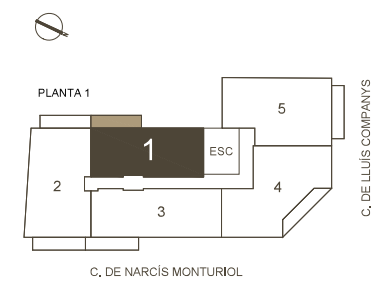 PLANTA 1
5
1
ESC
2
4
3
C. DE LLUÍS COMPANYS
C. DE NARCÍS MONTURIOL